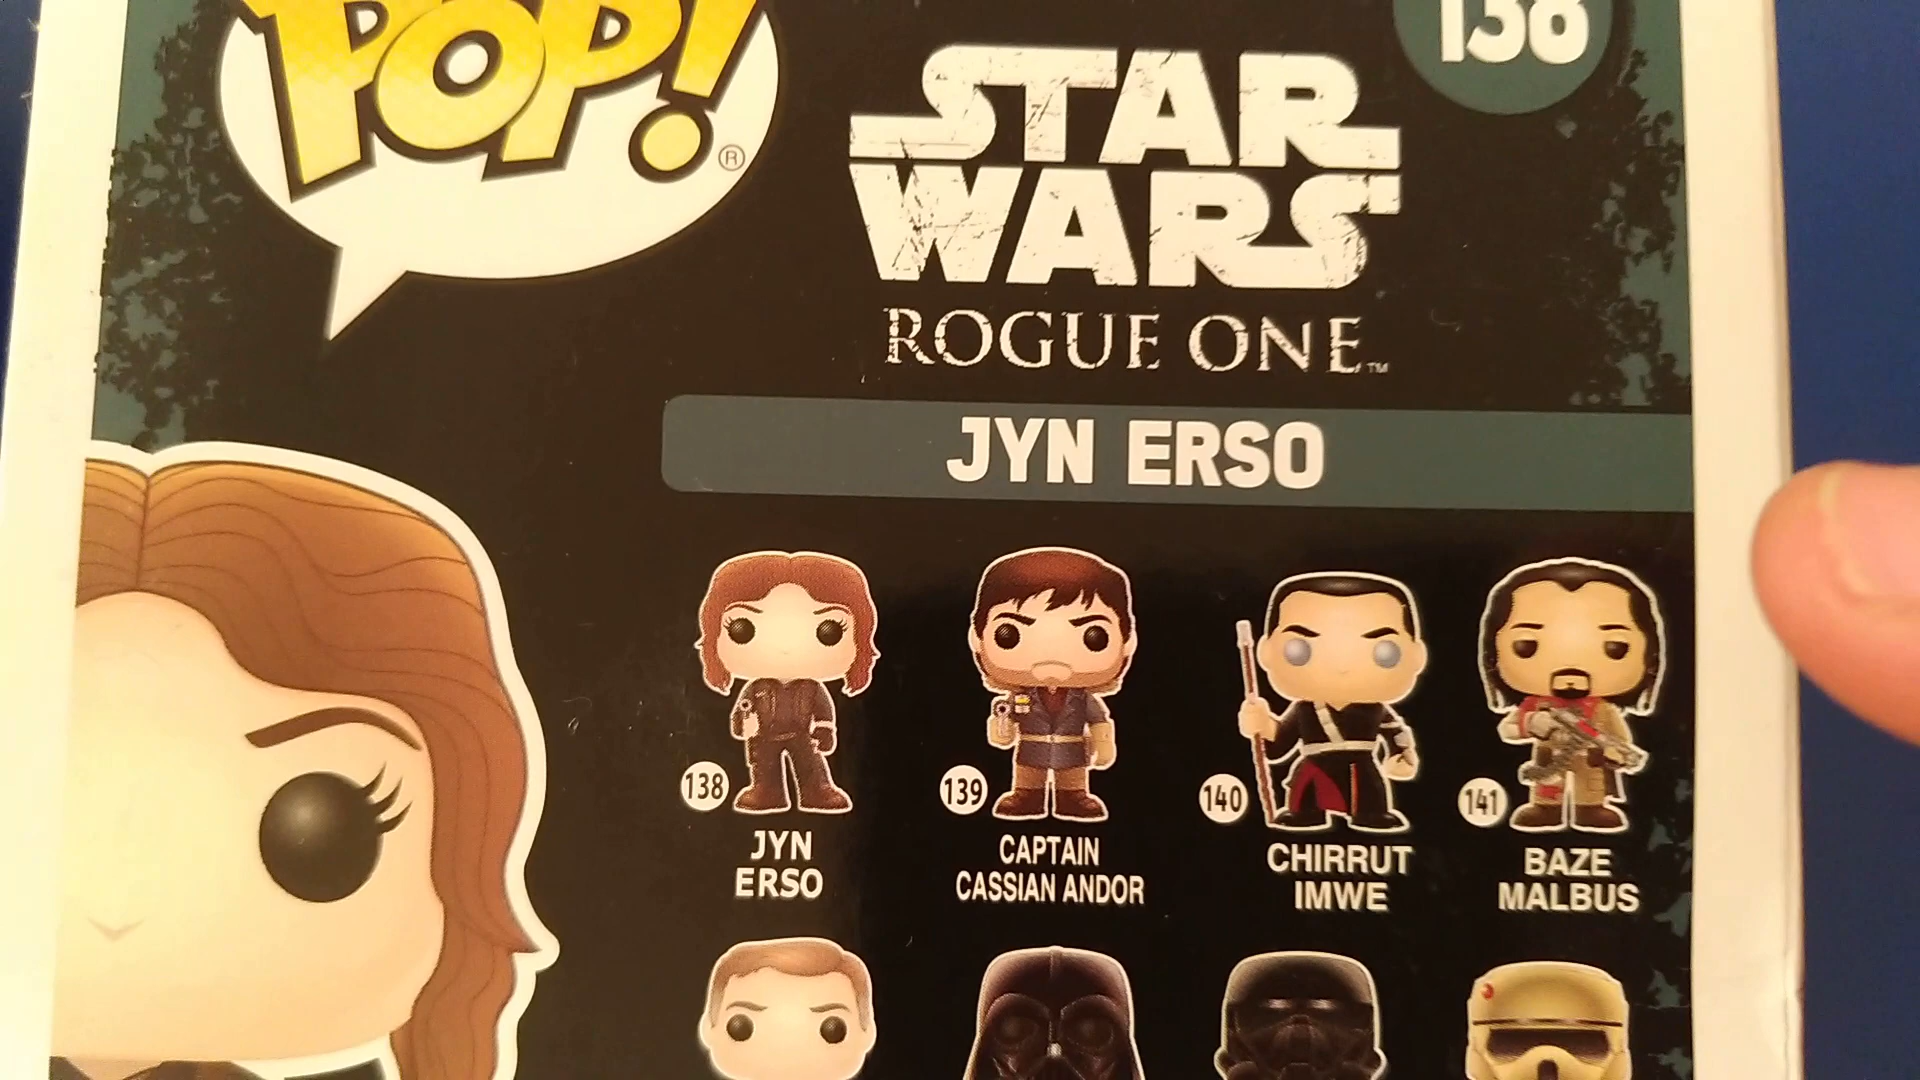 POP! ®
138
STAR
WARS
ROGUE ONE™
JYN ERSO
138
139
140
141
JYN
ERSO
CAPTAIN
CASSIAN ANDOR
CHIRRUT
IMWE
BAZE
MALBUS